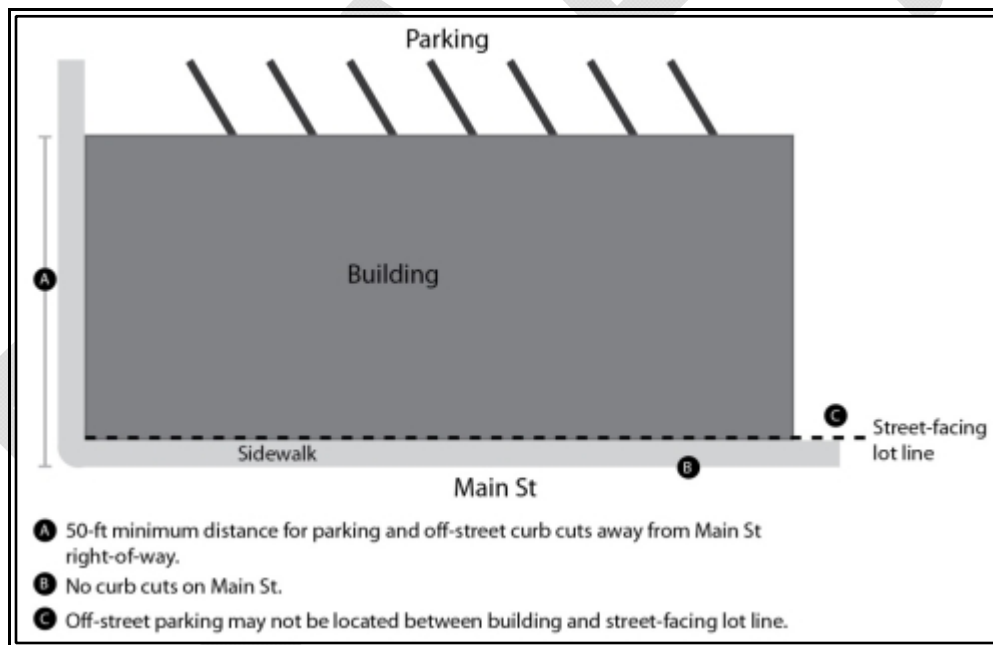 Parking
A
Building
C
Street-facing
lot line
Sidewalk
B
Main St
A 50-ft minimum distance for parking and off-street curb cuts away from Main St
right-of-way.
B No curb cuts on Main St.
C Off-street parking may not be located between building and street-facing lot line.